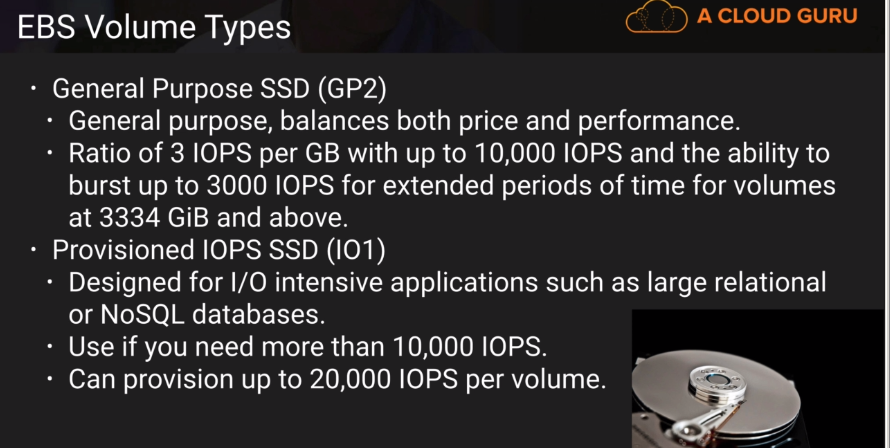 EBS Volume Types
A CLOUD GURU
· General Purpose SSD (GP2)
· General purpose, balances both price and performance.
· Ratio of 3 IOPS per GB with up to 10,000 IOPS and the ability to
burst up to 3000 IOPS for extended periods of time for volumes
at 3334 GiB and above.
· Provisioned IOPS SSD (IO1)
· Designed for I/O intensive applications such as large relational
or NoSQL databases.
· Use if you need more than 10,000 IOPS.
· Can provision up to 20,000 IOPS per volume.